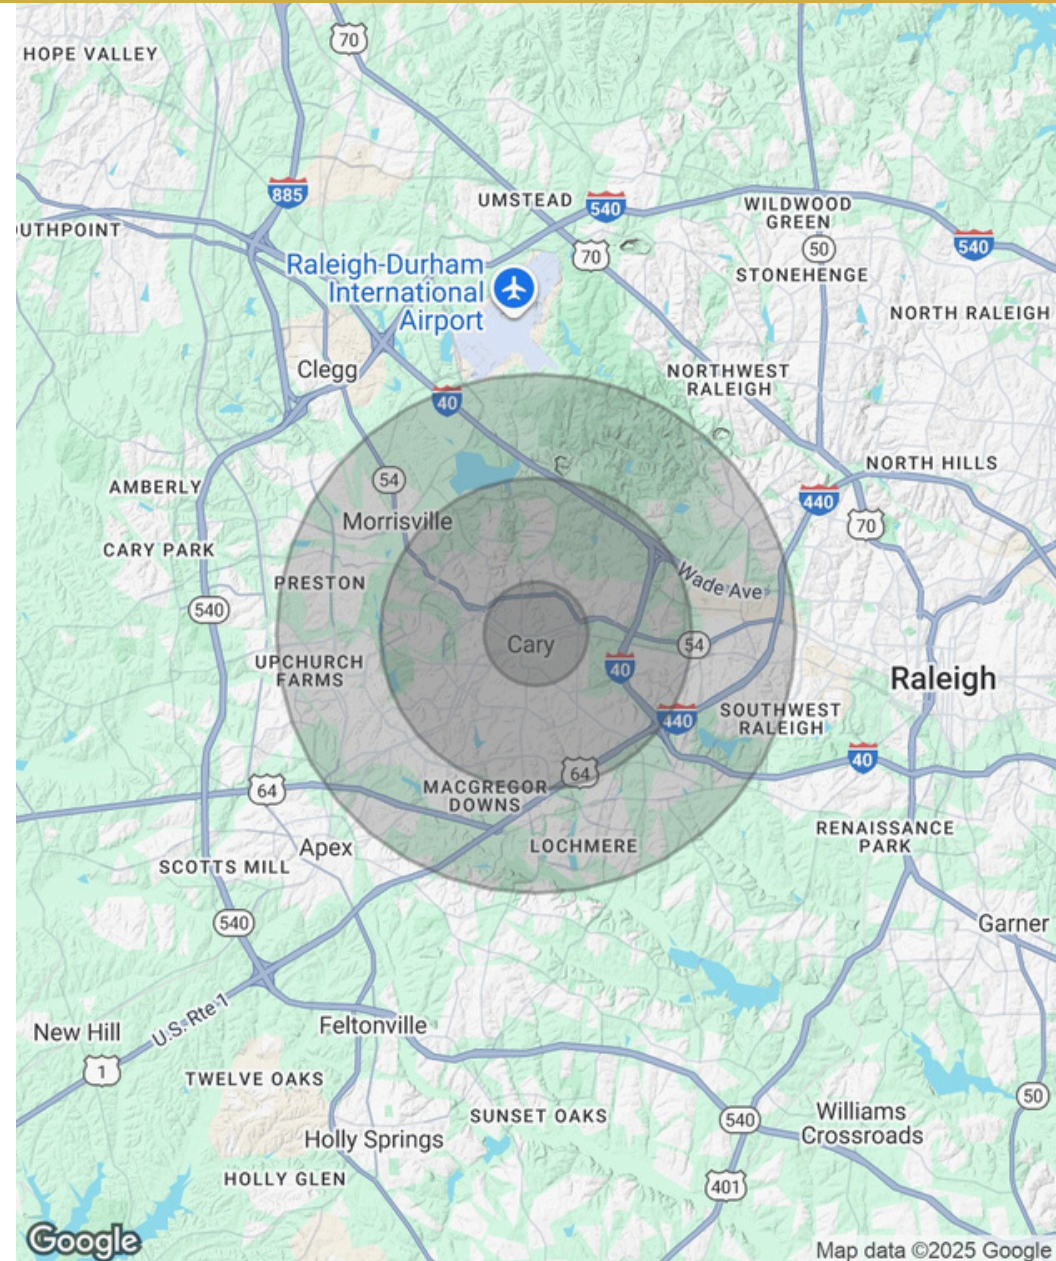 70
HOPE VALLEY
885
UMSTEAD
540
WILDWOOD
GREEN
OUTHPOINT
50
540
70
Raleigh-Durham
International
Airport
STONEHENGE
NORTH RALEIGH
Clegg
NORTHWEST
RALEIGH
40
NORTH HILLS
54
AMBERLY
440
70
Morrisville
CARY PARK
PRESTON
Wade Ave
540
Cary
54
UPCHURCH
FARMS
40
Raleigh
440
SOUTHWEST
RALEIGH
40
64
64
MACGREGOR
DOWNS
RENAISSANCE
PARK
Apex
LOCHMERE
SCOTTS MILL
540
Garner
U.S. Rte 1
New Hill
Feltonville
1
TWELVE OAKS
50
SUNSET OAKS
540
Williams
Crossroads
Holly Springs
HOLLY GLEN
401
Google
Map data ©2025 Google